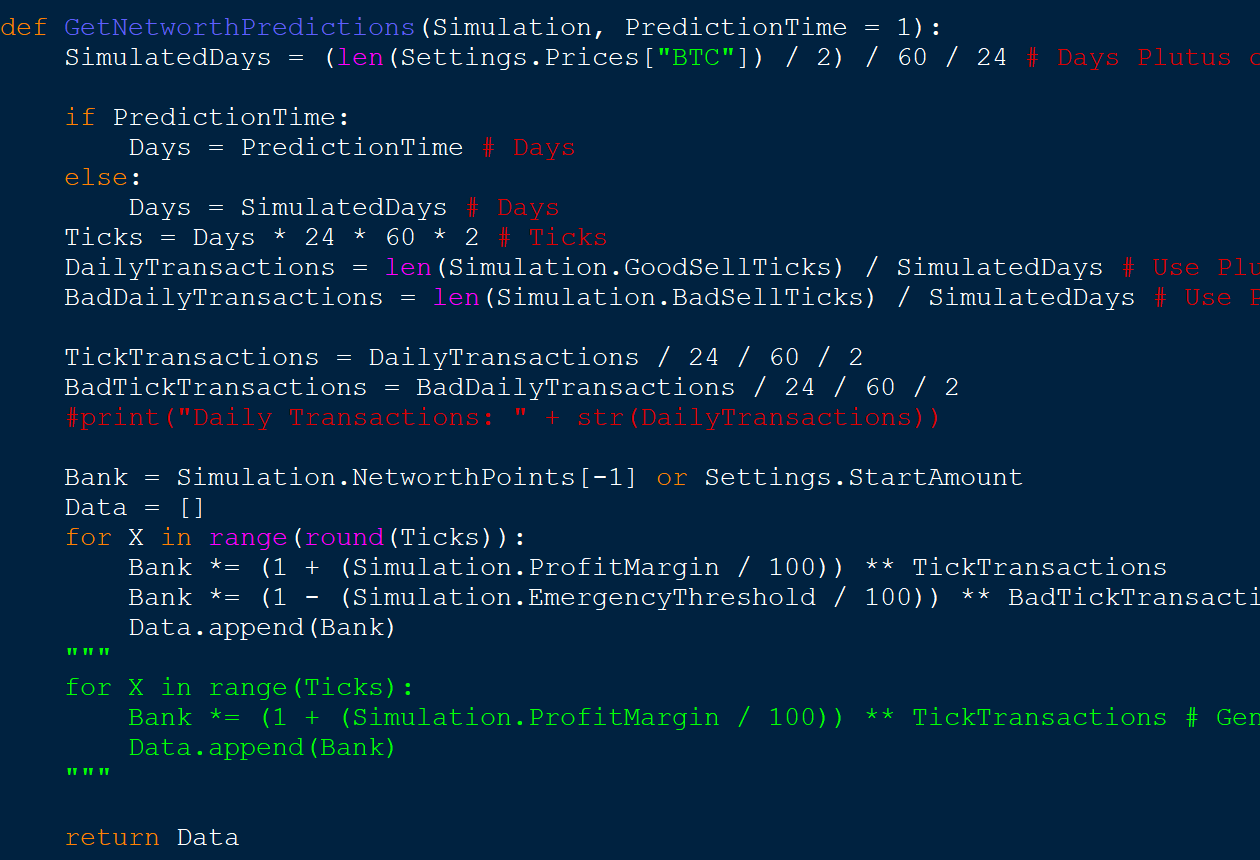 def GetNetworthPredictions(Simulation, PredictionTime = 1):
    SimulatedDays = (len(Settings.Prices["BTC"]) / 2) / 60 / 24 # Days Plutus
    if PredictionTime:
        Days = PredictionTime # Days
    else:
        Days = SimulatedDays # Days
    Ticks = Days * 24 * 60 * 2 # Ticks
    DailyTransactions = len(Simulation.GoodSellTicks) / SimulatedDays # Use
    BadDailyTransactions = len(Simulation.BadSellTicks) / SimulatedDays # Use
    TickTransactions = DailyTransactions / 24 / 60 / 2
    BadTickTransactions = BadDailyTransactions / 24 / 60 / 2
    #print("Daily Transactions: " + str(DailyTransactions))
    Bank = Simulation.NetworthPoints[-1] or Settings.StartAmount
    Data = []
    for X in range(round(Ticks)):
        Bank *= (1 + (Simulation.ProfitMargin / 100)) ** TickTransactions
        Bank *= (1 - (Simulation.EmergencyThreshold / 100)) ** BadTickTransacti
        Data.append(Bank)
    """
    for X in range(Ticks):
        Bank *= (1 + (Simulation.ProfitMargin / 100)) ** TickTransactions # Gen
        Data.append(Bank)
    """
    return Data